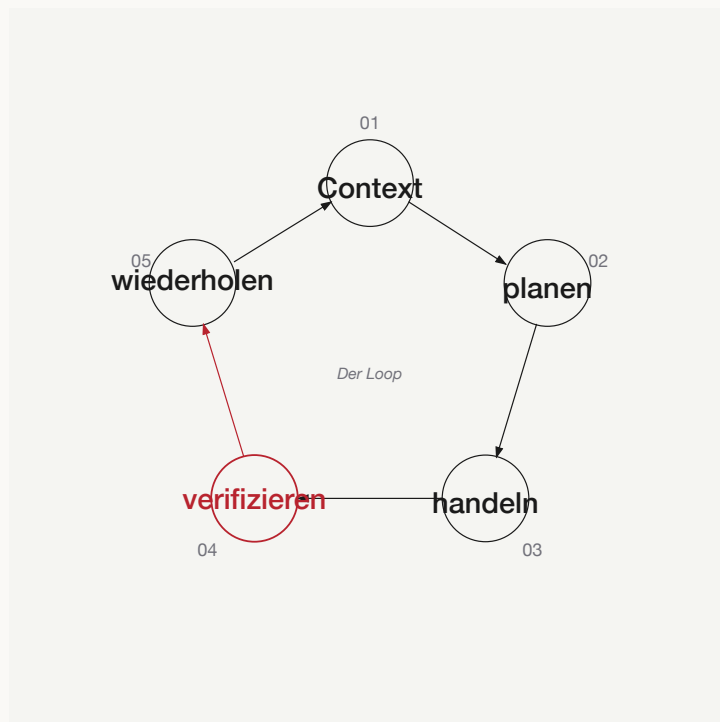 01
Context
02
planen
03
handeln
04
verifizieren
05
wiederholen
Der Loop